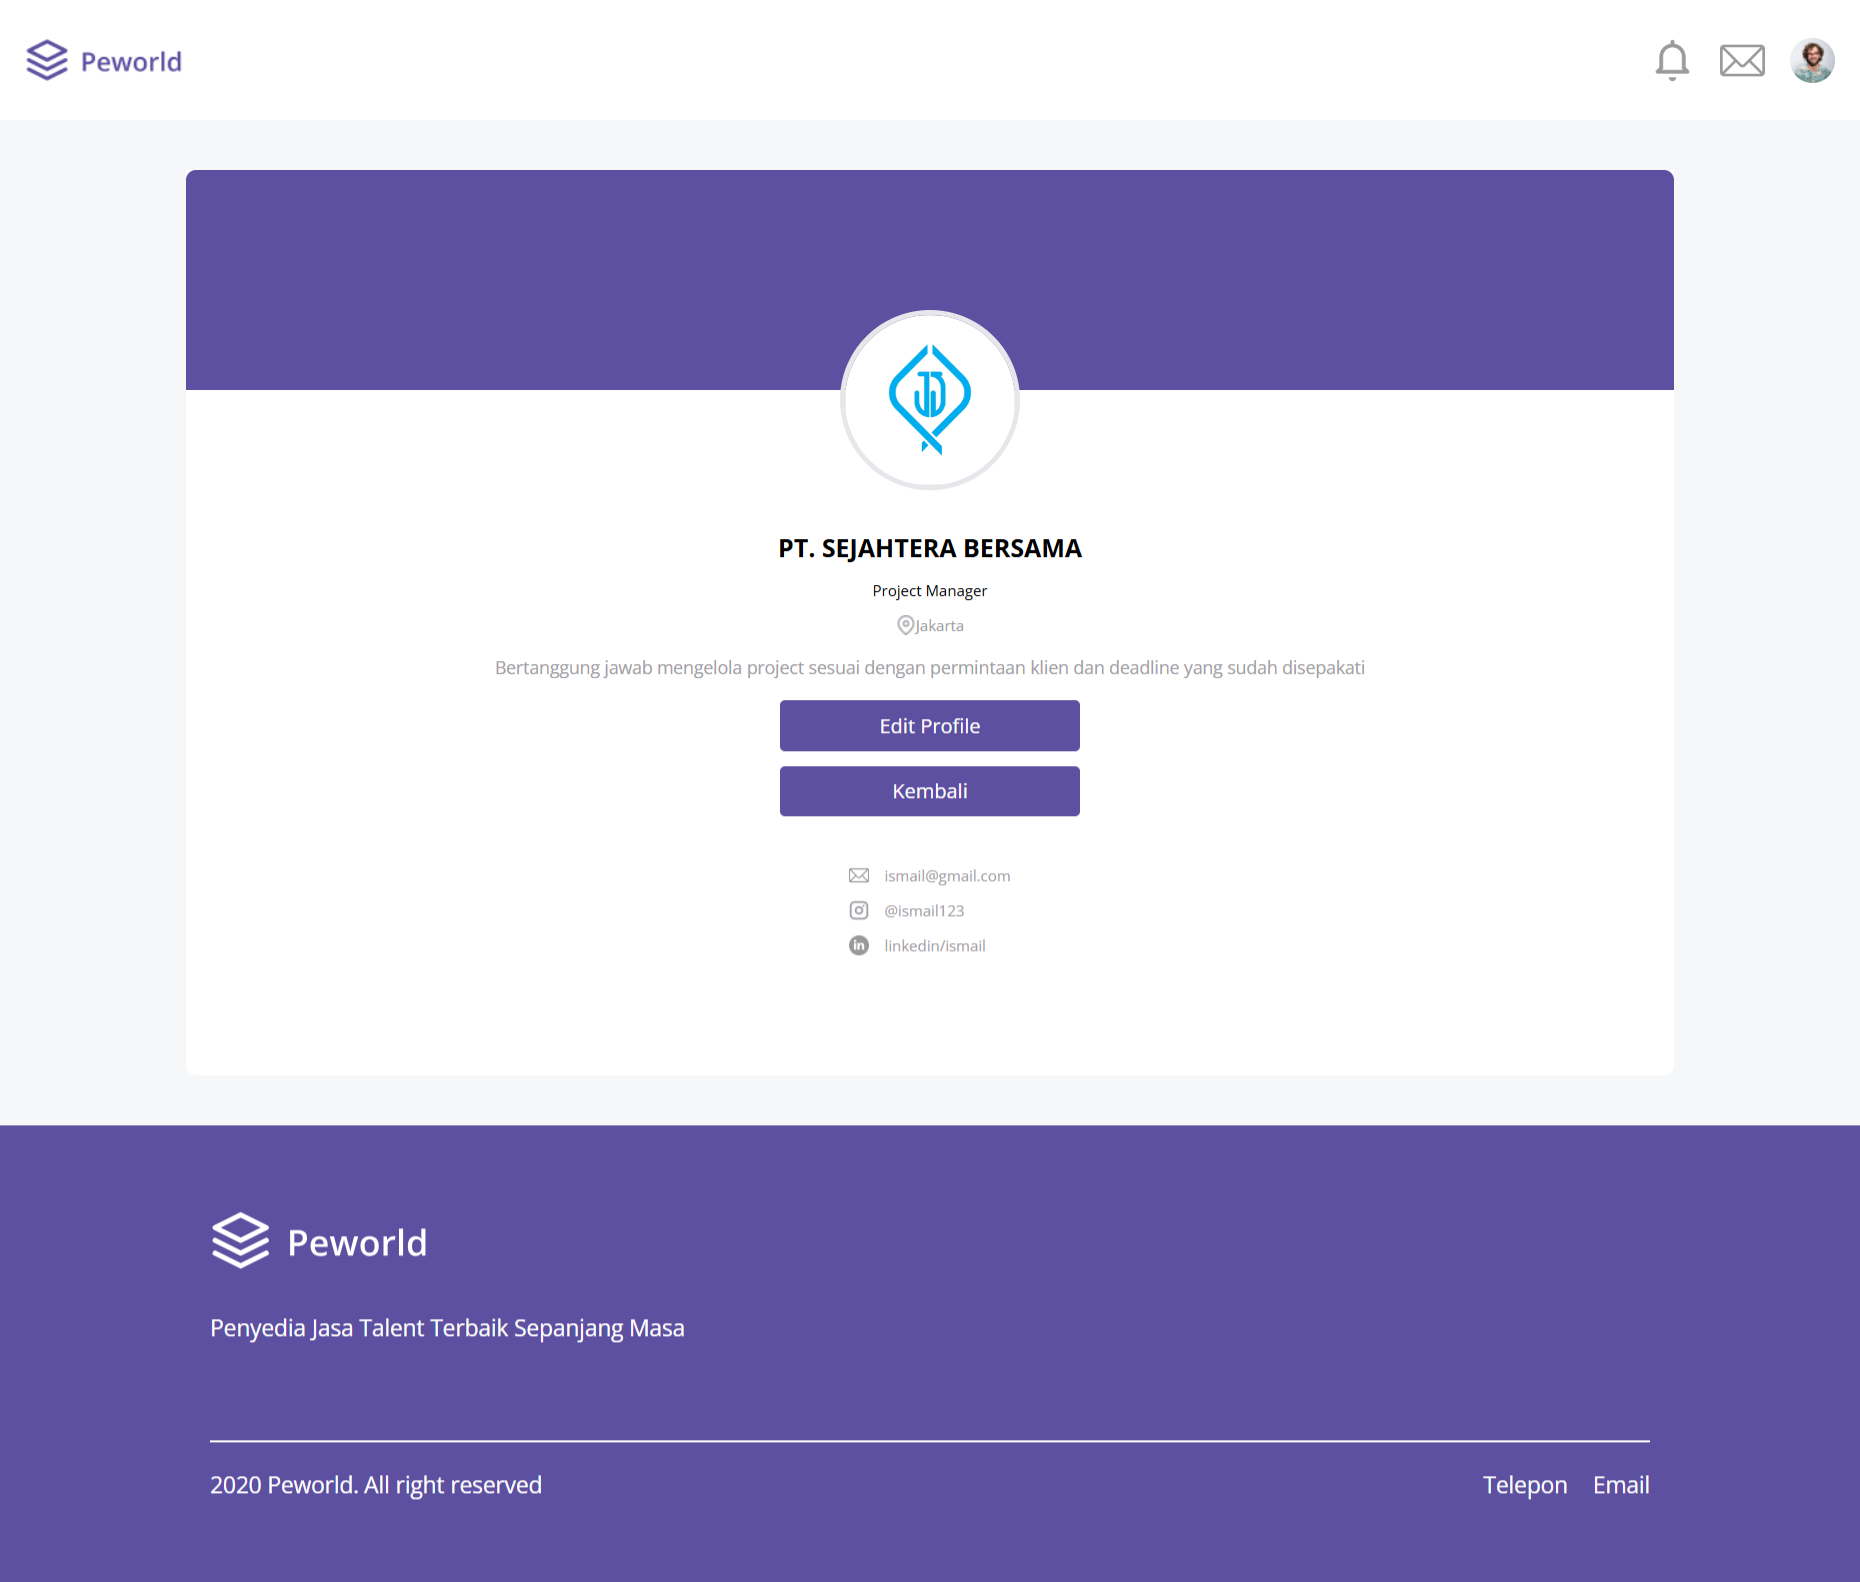 Peworld
PT. SEJAHTERA BERSAMA
Project Manager
Jakarta
Bertanggung jawab mengelola project sesuai dengan permintaan klien dan deadline yang sudah disepakati
Edit Profile
Kembali
ismail@gmail.com
@ismail123
linkedin/ismail
Peworld
Penyedia Jasa Talent Terbaik Sepanjang Masa
2020 Peworld. All right reserved
Telepon Email